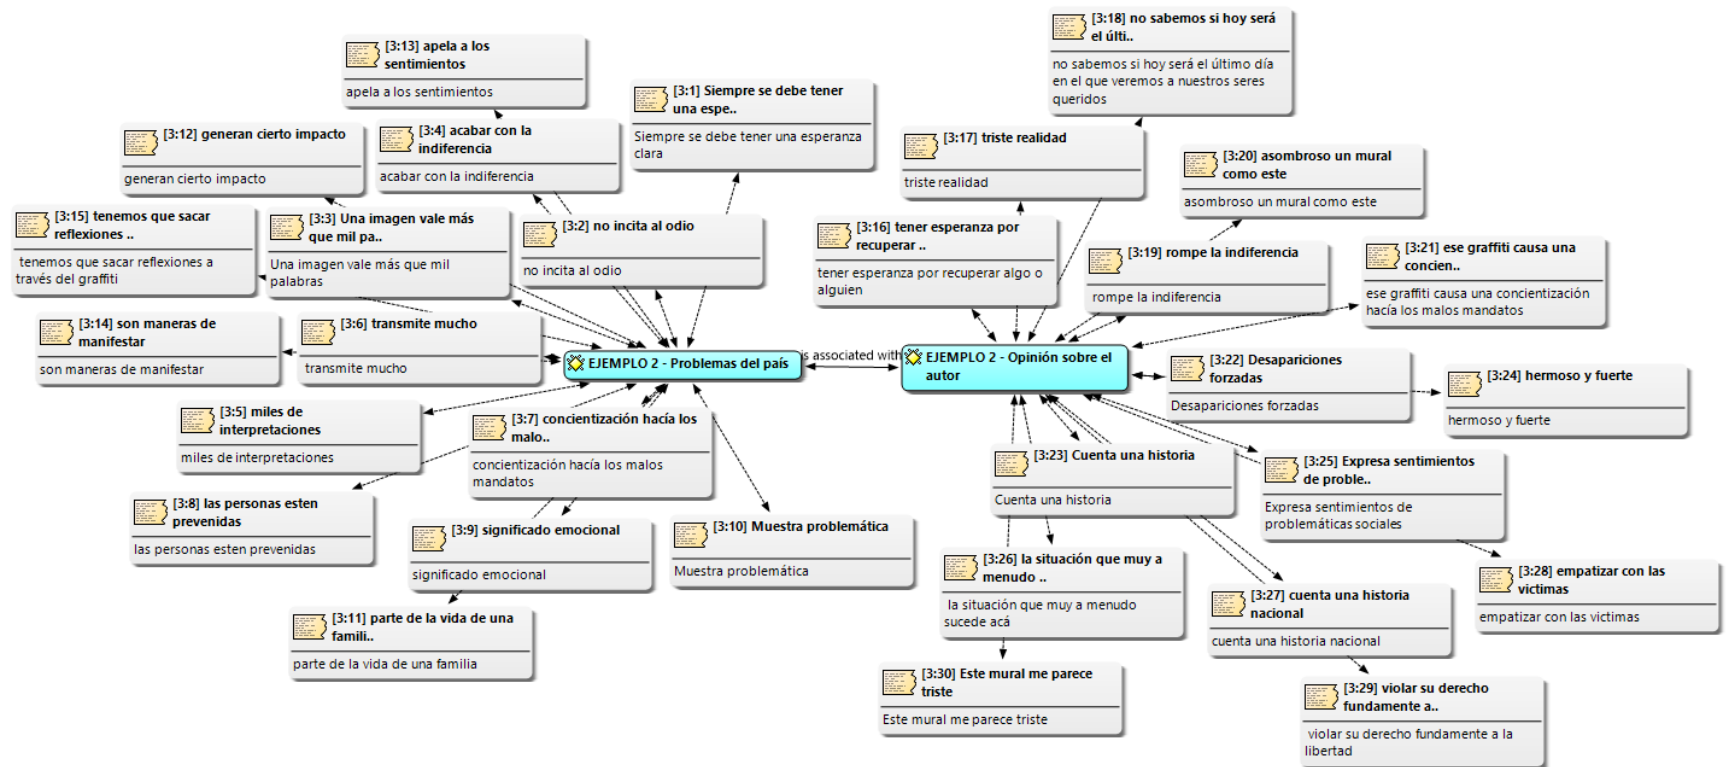 [3:18] no sabemos si hoy será
el últi..
no sabemos si hoy será el último día
en el que veremos a nuestros seres
queridos
[3:13] apela a los
sentimientos
apela a los sentimientos
[3:1] Siempre se debe tener
una espe..
Siempre se debe tener una esperanza
clara
[3:12] generan cierto impacto
generan cierto impacto
[3:4] acabar con la
indiferencia
acabar con la indiferencia
[3:17] triste realidad
triste realidad
[3:20] asombroso un mural
como este
asombroso un mural como este
[3:15] tenemos que sacar
reflexiones ..
tenemos que sacar reflexiones a
través del graffiti
[3:3] Una imagen vale más
que mil pa..
Una imagen vale más que mil
palabras
[3:2] no incita al odio
no incita al odio
[3:16] tener esperanza por
recuperar ..
tener esperanza por recuperar algo o
alguien
[3:19] rompe la indiferencia
rompe la indiferencia
[3:21] ese graffiti causa una
concien..
ese graffiti causa una concientización
hacía los malos mandatos
[3:14] son maneras de
manifestar
son maneras de manifestar
[3:6] transmite mucho
transmite mucho
EJEMPLO 2 - Problemas del país
is associated with
EJEMPLO 2 - Opinión sobre el
autor
[3:22] Desapariciones
forzadas
Desapariciones forzadas
[3:24] hermoso y fuerte
hermoso y fuerte
[3:5] miles de
interpretaciones
miles de interpretaciones
[3:7] concientización hacía los
malo..
concientización hacía los malos
mandatos
[3:23] Cuenta una historia
Cuenta una historia
[3:25] Expresa sentimientos
de proble..
Expresa sentimientos de
problemáticas sociales
[3:8] las personas esten
prevenidas
las personas esten prevenidas
[3:9] significado emocional
significado emocional
[3:10] Muestra problemática
Muestra problemática
[3:26] la situación que muy a
menudo ..
la situación que muy a menudo
sucede acá
[3:27] cuenta una historia
nacional
cuenta una historia nacional
[3:28] empatizar con las
victimas
empatizar con las victimas
[3:11] parte de la vida de una
famili..
parte de la vida de una familia
[3:30] Este mural me parece
triste
Este mural me parece triste
[3:29] violar su derecho
fundamente a..
violar su derecho fundamente a la
libertad